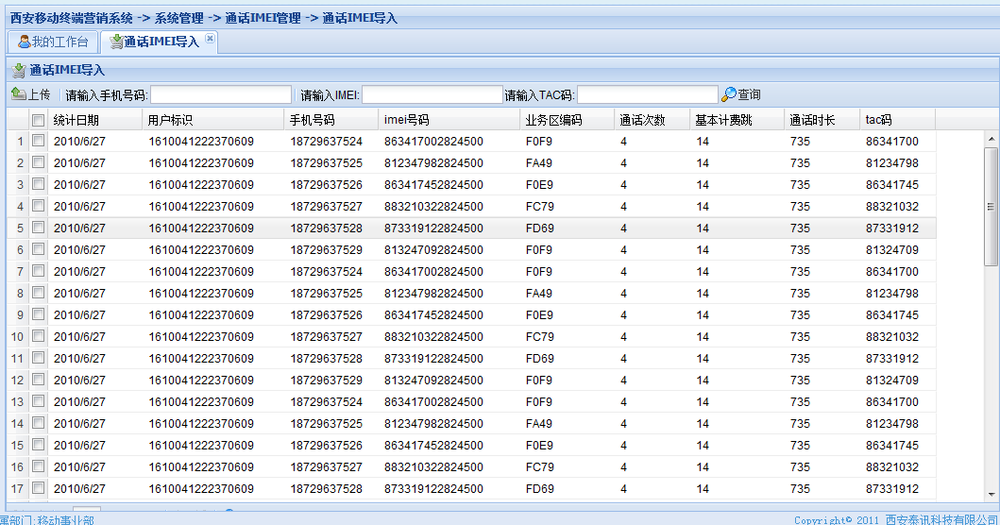 西安移动终端营销系统 -> 系统管理 -> 通话IMEI管理 -> 通话IMEI导入
我的工作台 通话IMEI导入
通话IMEI导入
上传 请输入手机号码: 请输入IMEI: 请输入TAC码: 查询
统计日期 用户标识 手机号码 imei号码 业务区编码 通话次数 基本计费跳 通话时长 tac码
1 2010/6/27 1610041222370609 18729637524 863417002824500 F0F9 4 14 735 86341700
2 2010/6/27 1610041222370609 18729637525 812347982824500 FA49 4 14 735 81234798
3 2010/6/27 1610041222370609 18729637526 863417452824500 F0E9 4 14 735 86341745
4 2010/6/27 1610041222370609 18729637527 883210322824500 FC79 4 14 735 88321032
5 2010/6/27 1610041222370609 18729637528 873319122824500 FD69 4 14 735 87331912
6 2010/6/27 1610041222370609 18729637529 813247092824500 F0F9 4 14 735 81324709
7 2010/6/27 1610041222370609 18729637524 863417002824500 F0F9 4 14 735 86341700
8 2010/6/27 1610041222370609 18729637525 812347982824500 FA49 4 14 735 81234798
9 2010/6/27 1610041222370609 18729637526 863417452824500 F0E9 4 14 735 86341745
10 2010/6/27 1610041222370609 18729637527 883210322824500 FC79 4 14 735 88321032
11 2010/6/27 1610041222370609 18729637528 873319122824500 FD69 4 14 735 87331912
12 2010/6/27 1610041222370609 18729637529 813247092824500 F0F9 4 14 735 81324709
13 2010/6/27 1610041222370609 18729637524 863417002824500 F0F9 4 14 735 86341700
14 2010/6/27 1610041222370609 18729637525 812347982824500 FA49 4 14 735 81234798
15 2010/6/27 1610041222370609 18729637526 863417452824500 F0E9 4 14 735 86341745
16 2010/6/27 1610041222370609 18729637527 883210322824500 FC79 4 14 735 88321032
17 2010/6/27 1610041222370609 18729637528 873319122824500 FD69 4 14 735 87331912
属部门:移动事业部 Copyright© 2011 西安泰讯科技有限公司